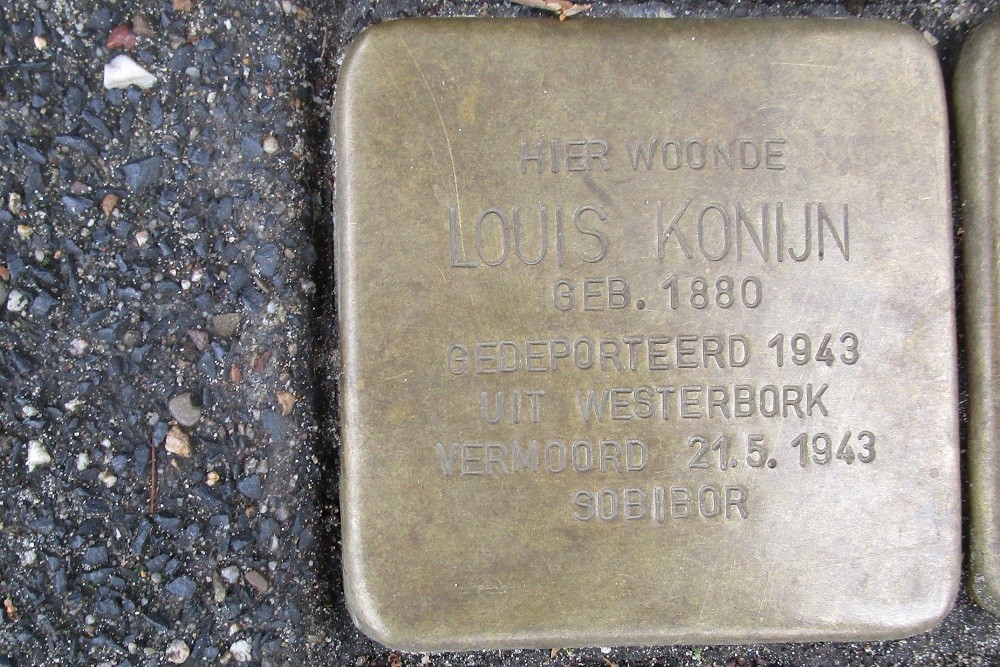 HIER WOONDE
LOUIS KONIJN
GEB. 1880
GEDEPORTEERD 1943
UIT WESTERBORK
VERMOORD 21.5.1943
SOBIBOR